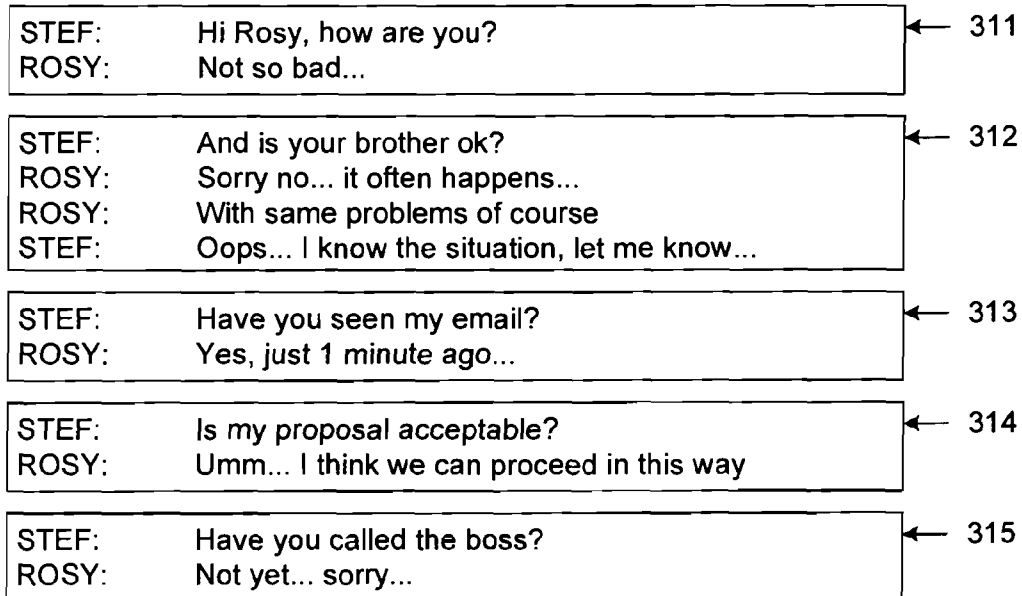 STEF: Hi Rosy, how are you? 311
ROSY: Not so bad...
STEF: And is your brother ok? 312
ROSY: Sorry no... it often happens...
ROSY: With same problems of course
STEF: Oops... I know the situation, let me know...
STEF: Have you seen my email? 313
ROSY: Yes, just 1 minute ago...
STEF: Is my proposal acceptable? 314
ROSY: Umm... I think we can proceed in this way
STEF: Have you called the boss? 315
ROSY: Not yet... sorry...